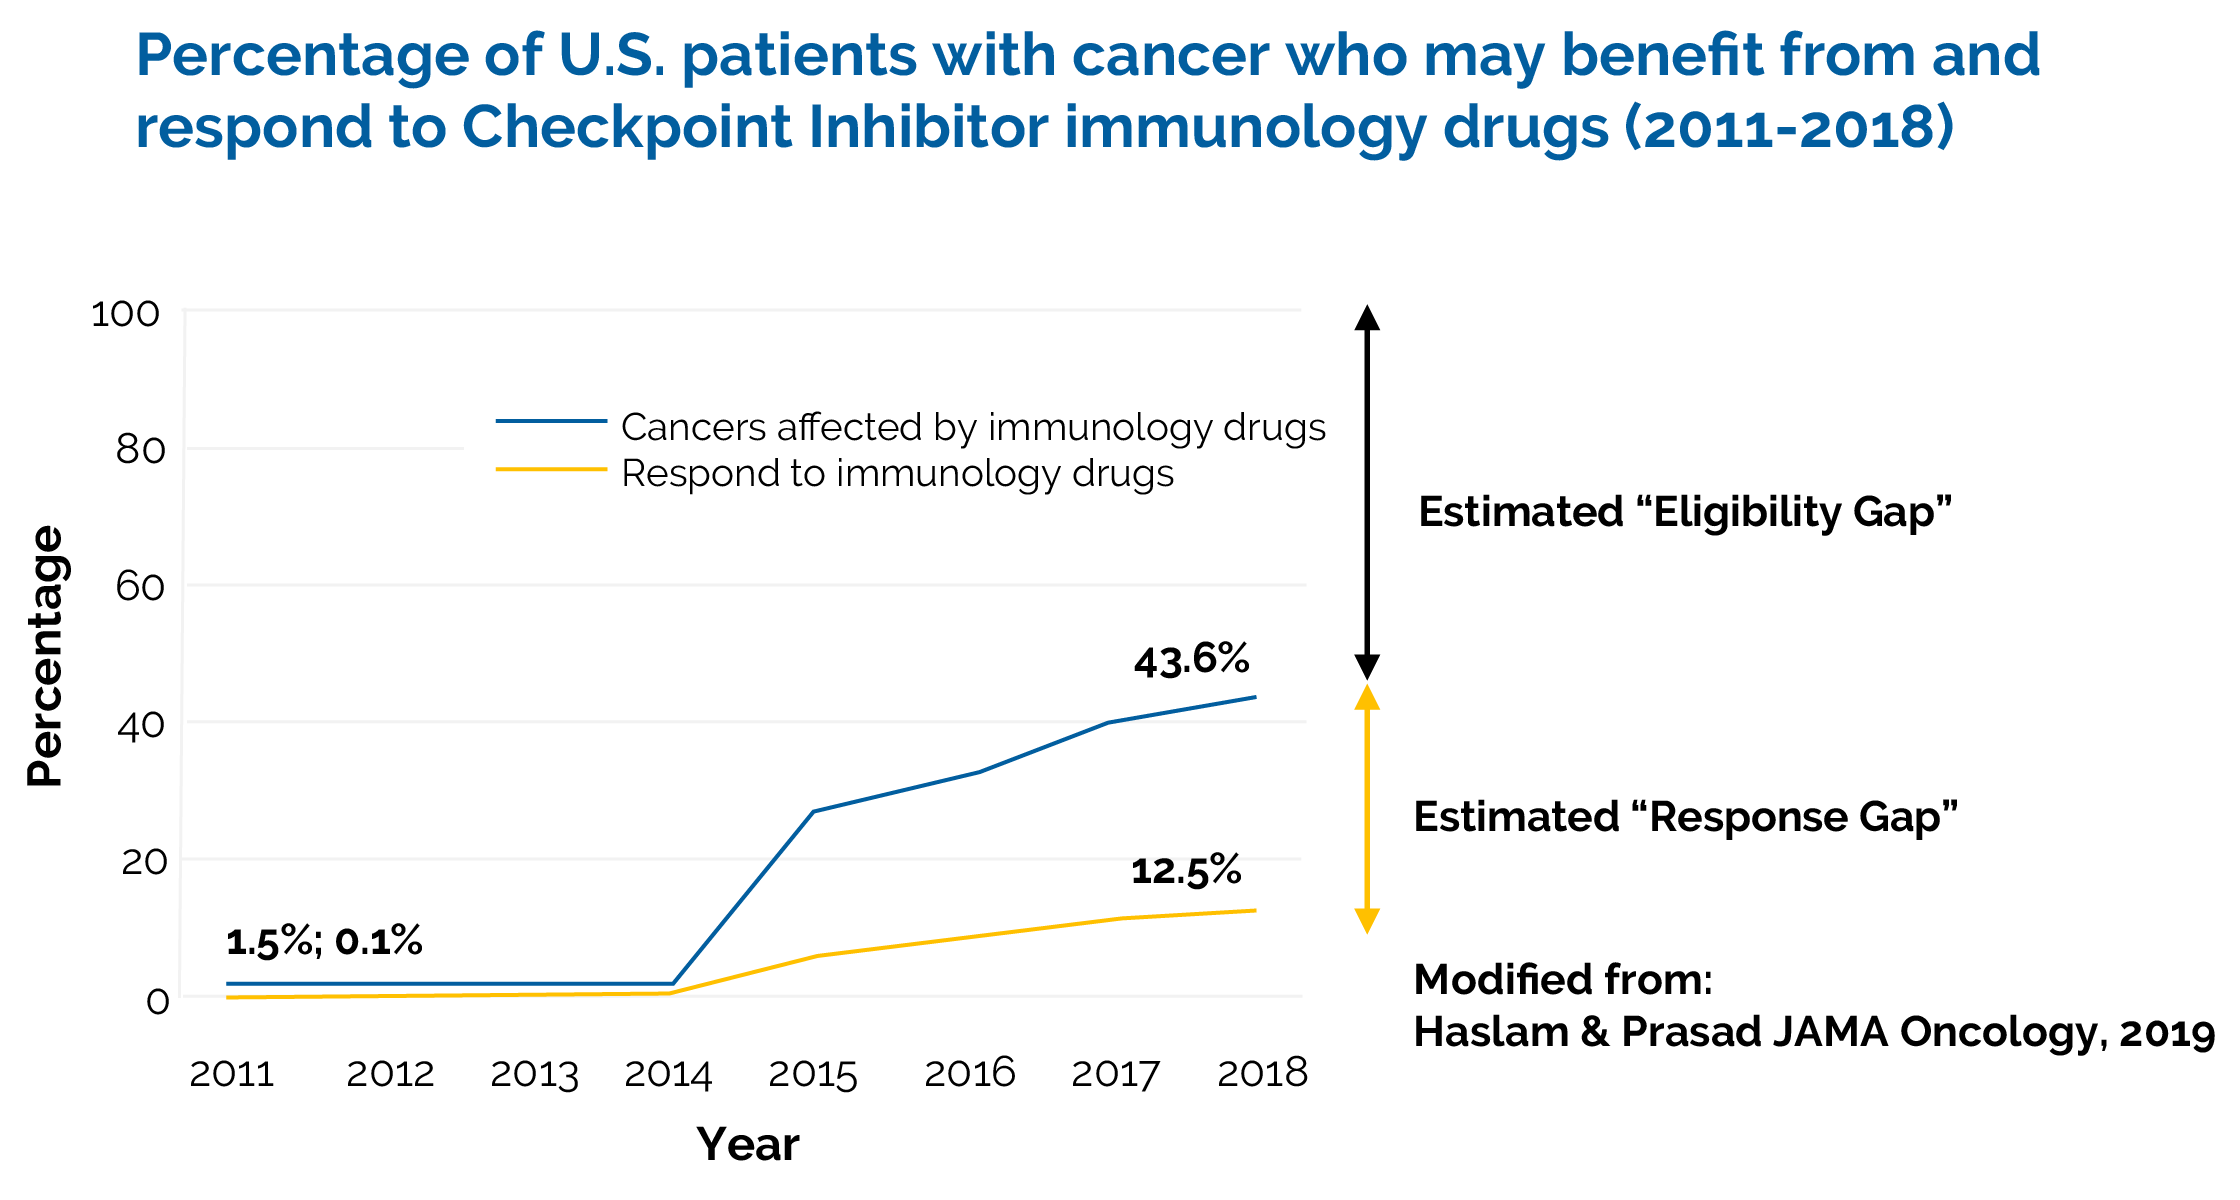 Percentage of U.S. patients with cancer who may benefit from and
respond to Checkpoint Inhibitor immunology drugs (2011-2018)
100
80
60
40
20
0
Percentage
Cancers affected by immunology drugs
Respond to immunology drugs
43.6%
12.5%
1.5%; 0.1%
2011 2012 2013 2014 2015 2016 2017 2018
Year
Estimated “Eligibility Gap”
Estimated “Response Gap”
Modified from:
Haslam & Prasad JAMA Oncology, 2019